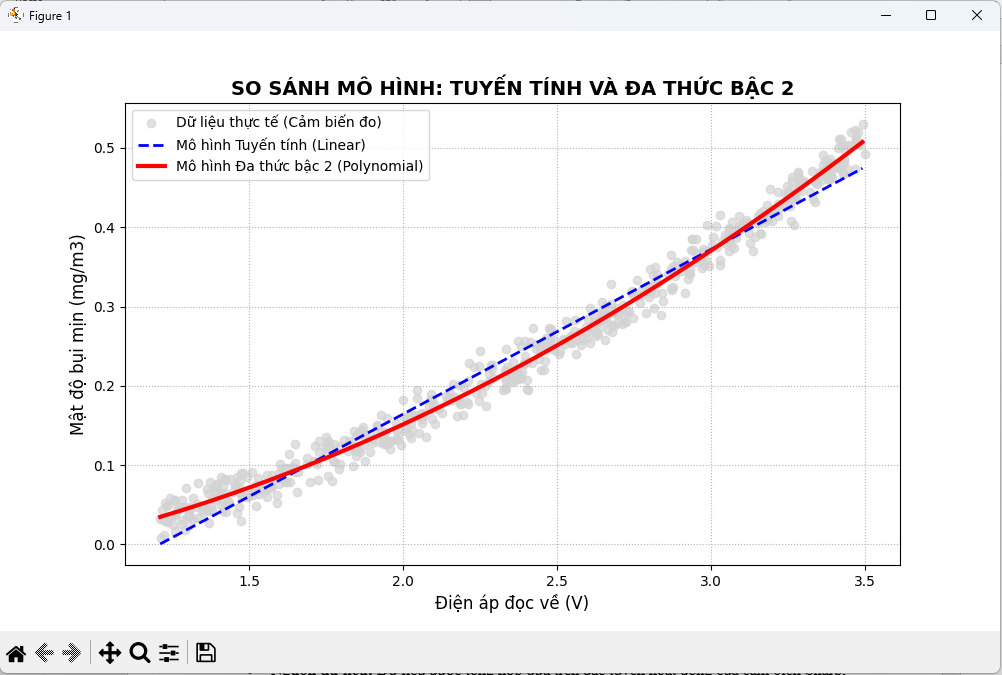 Figure 1
SO SÁNH MÔ HÌNH: TUYẾN TÍNH VÀ ĐA THỨC BẬC 2
Dữ liệu thực tế (Cảm biến đo)
Mô hình Tuyến tính (Linear)
Mô hình Đa thức bậc 2 (Polynomial)
Mật độ bụi mịn (mg/m3)
0.5
0.4
0.3
0.2
0.1
0.0
1.5 2.0 2.5 3.0 3.5
Điện áp đọc về (V)